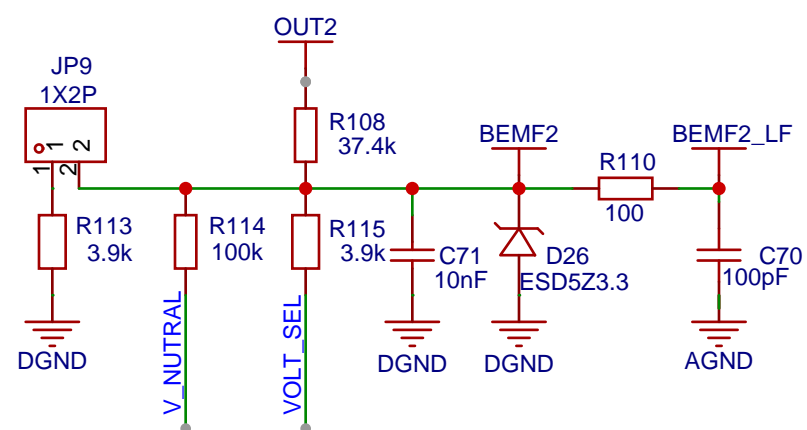 OUT2
JP9
1X2P
1 2
1 2
R108
37.4k
BEMF2
BEMF2_LF
R110
100
R113
3.9k
R114
100k
R115
3.9k
C71
10nF
D26
ESD5Z3.3
C70
100pF
V_NUTRAL
VOLT_SEL
DGND
DGND
DGND
AGND